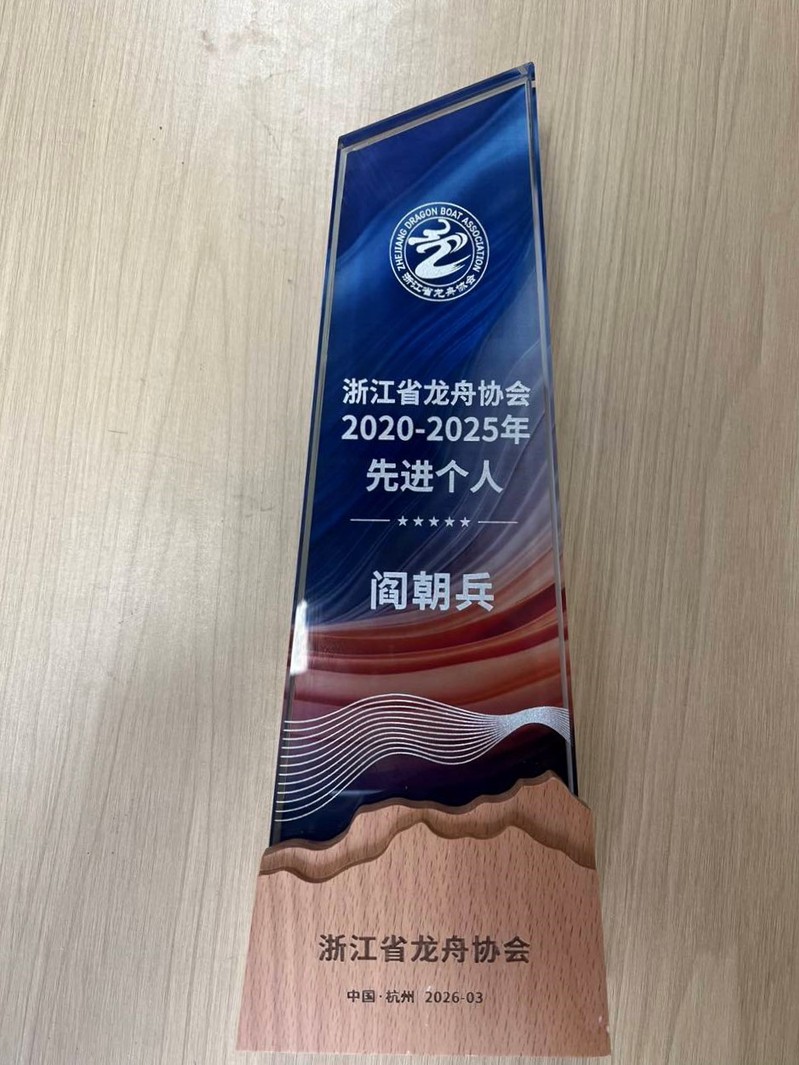 ZHEJIANG DRAGON BOAT ASSOCIATION
浙江省龙舟协会
浙江省龙舟协会
2020-2025年
先进个人
★★★★★
阎朝兵
浙江省龙舟协会
中国·杭州 2026-03